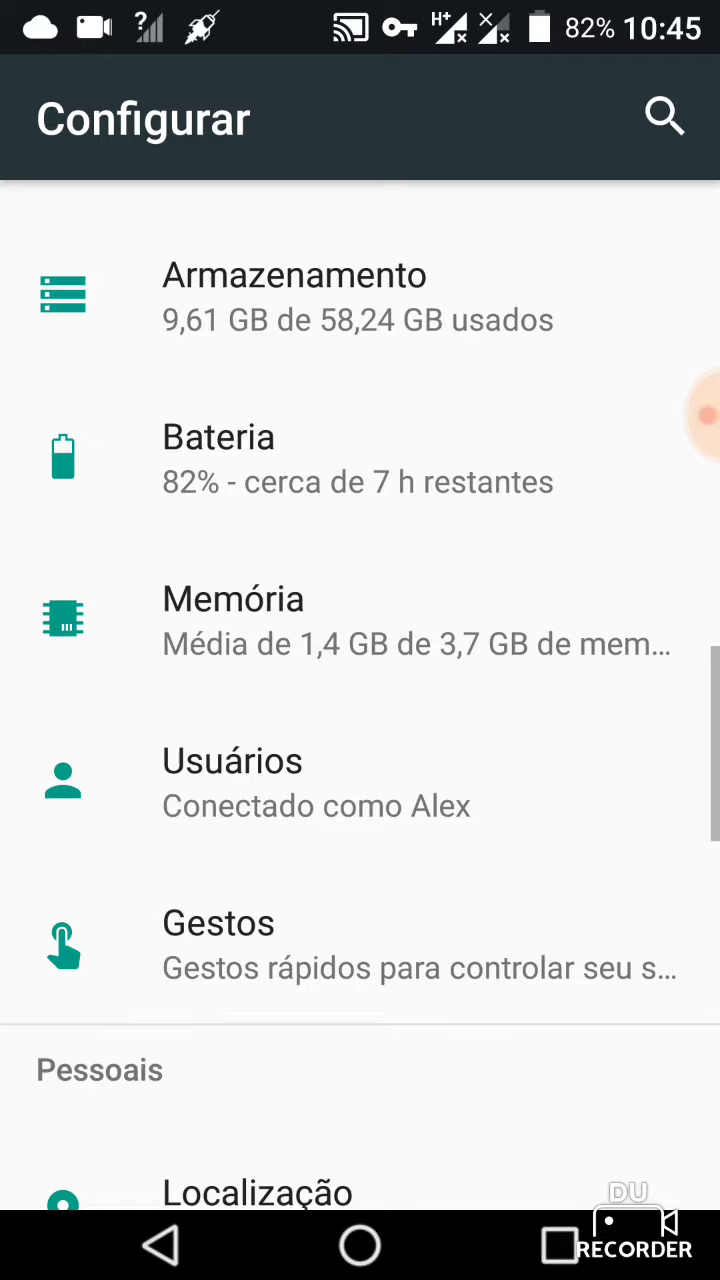 ? H+ 82% 10:45
Configurar
Armazenamento
9,61 GB de 58,24 GB usados
Bateria
82% - cerca de 7 h restantes
Memória
Média de 1,4 GB de 3,7 GB de mem...
Usuários
Conectado como Alex
Gestos
Gestos rápidos para controlar seu s...
Pessoais
Localização
DU
RECORDER